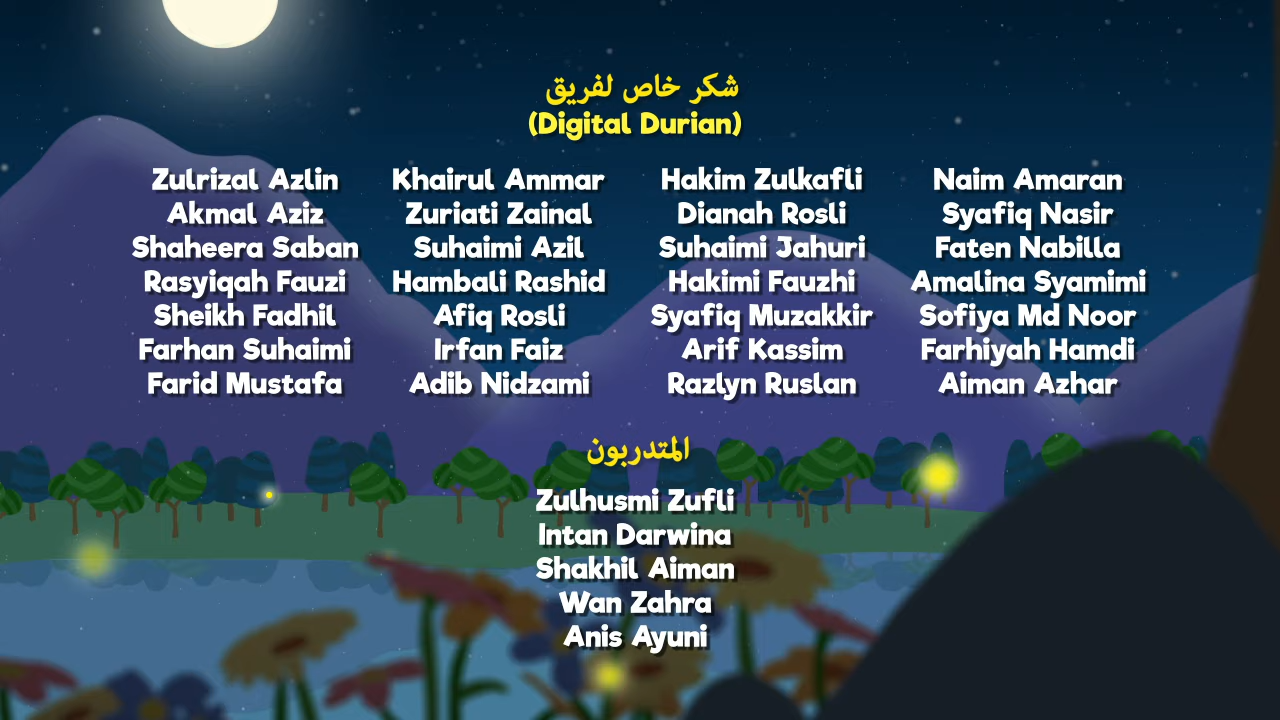 شكر خاص لفريق
(Digital Durian)
Zulrizal Azlin Khairul Ammar Hakim Zulkafli Naim Amaran
Akmal Aziz Zuriati Zainal Dianah Rosli Syafiq Nasir
Shaheera Saban Suhaimi Azil Suhaimi Jahuri Faten Nabilla
Rasyiqah Fauzi Hambali Rashid Hakimi Fauzhi Amalina Syamimi
Sheikh Fadhil Afiq Rosli Syafiq Muzakkir Sofiya Md Noor
Farhan Suhaimi Irfan Faiz Arif Kassim Farhiyah Hamdi
Farid Mustafa Adib Nidzami Razlyn Ruslan Aiman Azhar
المتدربون
Zulhusmi Zufli
Intan Darwina
Shakhil Aiman
Wan Zahra
Anis Ayuni